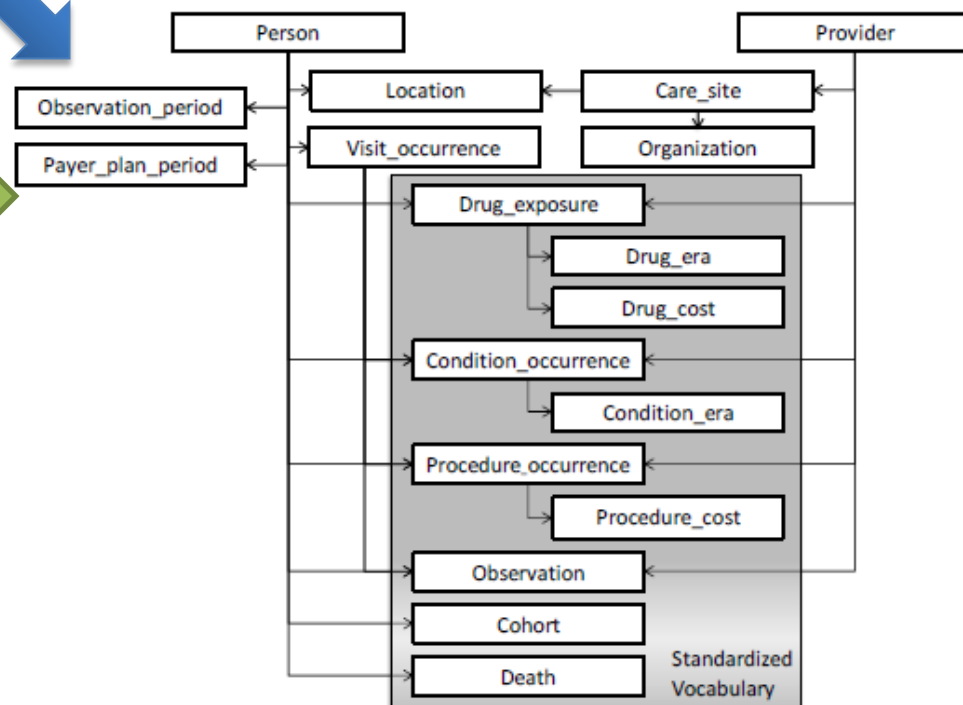 Person
Provider
Observation_period
Location
Care_site
Payer_plan_period
Visit_occurrence
Organization
Drug_exposure
Drug_era
Drug_cost
Condition_occurrence
Condition_era
Procedure_occurrence
Procedure_cost
Observation
Cohort
Death
Standardized
Vocabulary